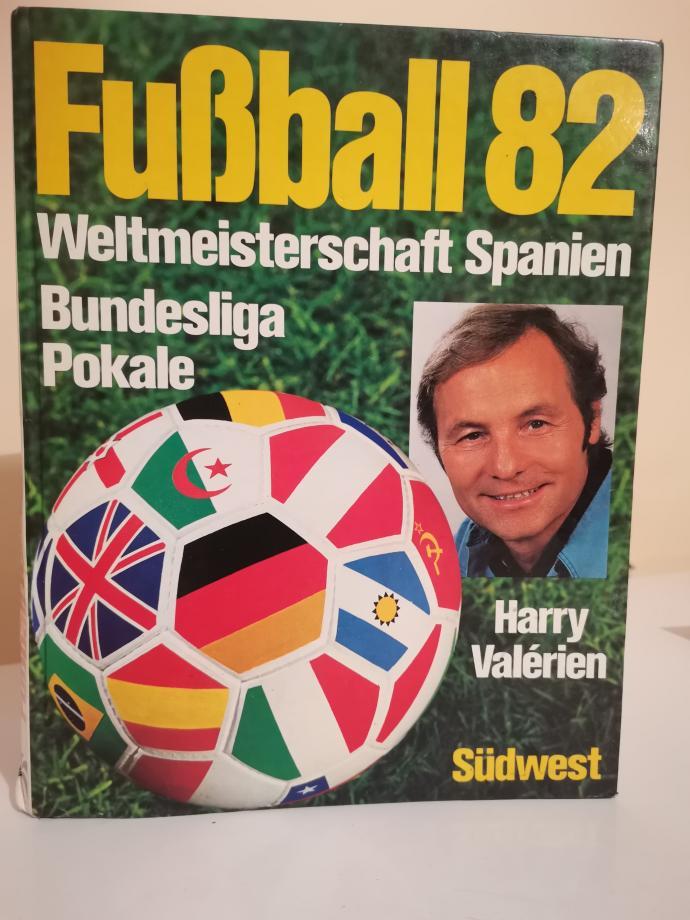 Fußball 82
Weltmeisterschaft Spanien
Bundesliga
Pokale
Harry
Valérien
Südwest